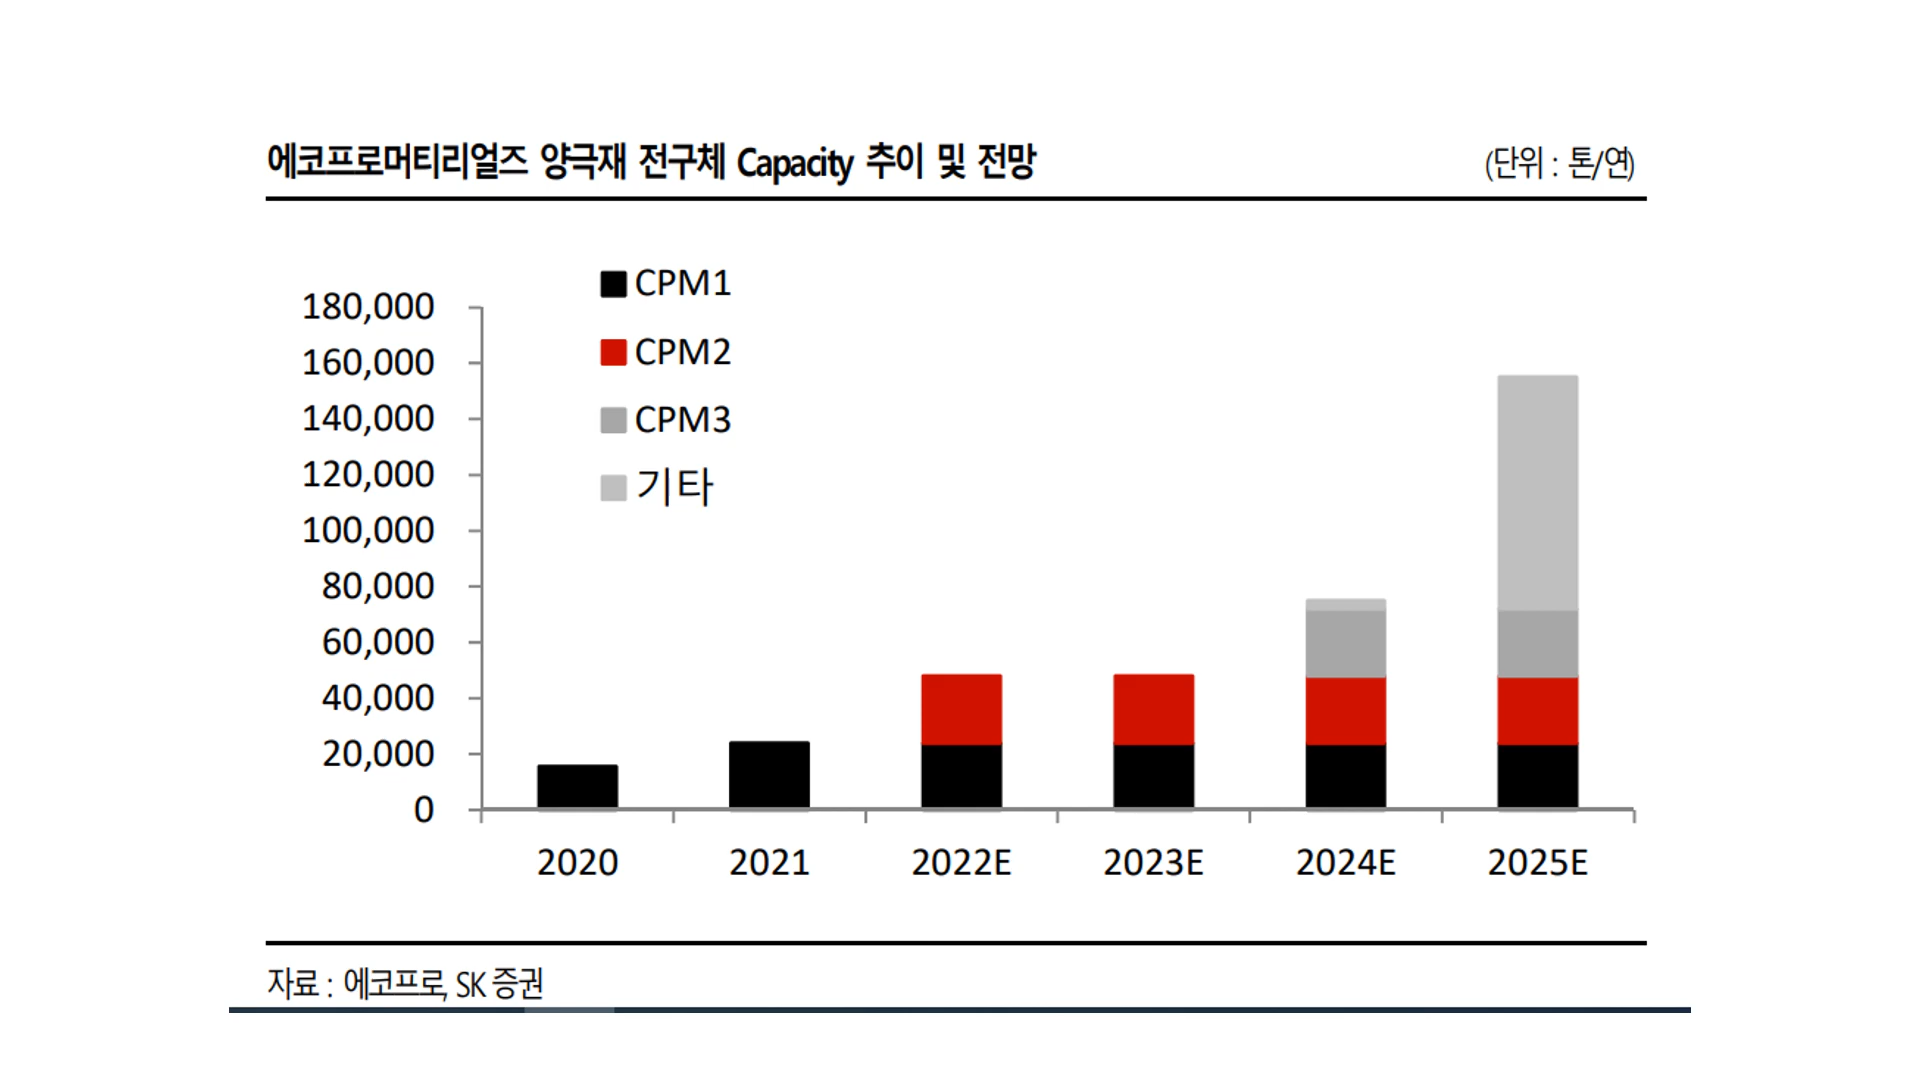 에코프로머티리얼즈 양극재 전구체 Capacity 추이 및 전망 (단위 : 톤/연)
CPM1
CPM2
CPM3
기타
180,000
160,000
140,000
120,000
100,000
80,000
60,000
40,000
20,000
0
2020 2021 2022E 2023E 2024E 2025E
자료 : 에코프로, SK 증권